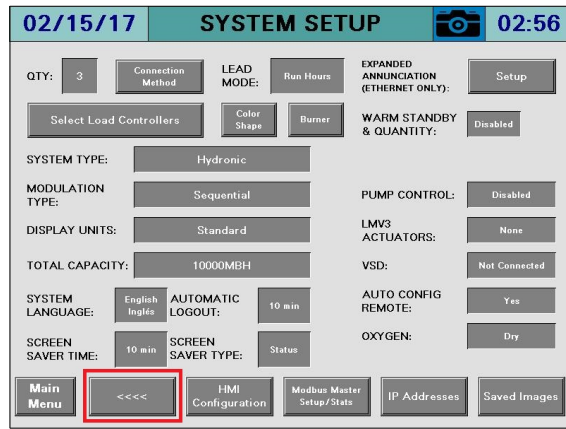 02/15/17 SYSTEM SETUP 02:56
QTY: 3 Connection Method LEAD MODE: Run Hours EXPANDED ANNUNCIATION (ETHERNET ONLY): Setup
Select Load Controllers Color Shape Burner WARM STANDBY & QUANTITY: Disabled
SYSTEM TYPE: Hydronic
MODULATION TYPE: Sequential PUMP CONTROL: Disabled
DISPLAY UNITS: Standard LMV3 ACTUATORS: None
TOTAL CAPACITY: 10000MBH VSD: Not Connected
SYSTEM LANGUAGE: English Inglés AUTOMATIC LOGOUT: 10 min AUTO CONFIG REMOTE: Yes
SCREEN SAVER TIME: 10 min SCREEN SAVER TYPE: Status OXYGEN: Dry
Main Menu <<<< HMI Configuration Modbus Master Setup/Stats IP Addresses Saved Images